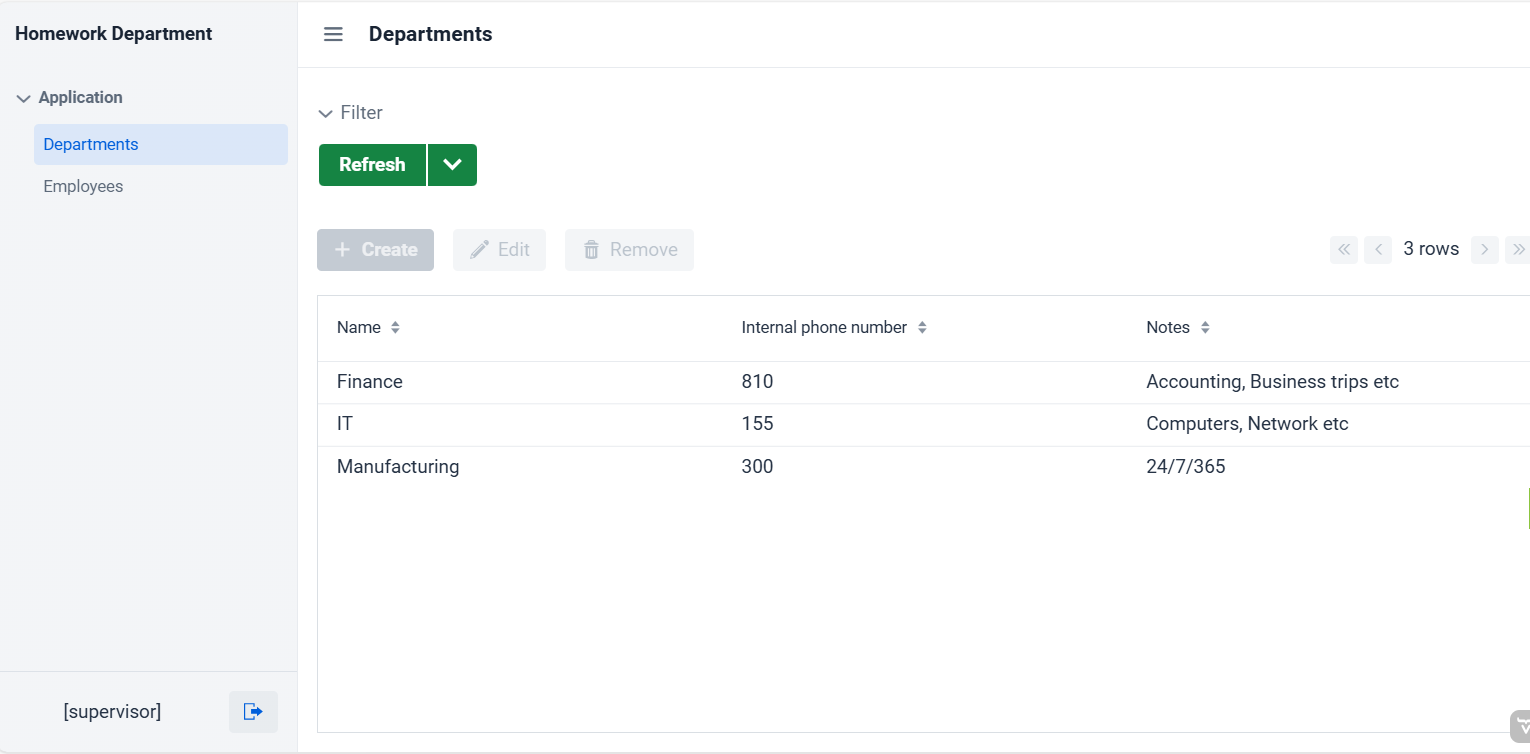 Homework Department
Departments
Application
Departments
Employees
Filter
Refresh
Create
Edit
Remove
3 rows
Name
Internal phone number
Notes
Finance
810
Accounting, Business trips etc
IT
155
Computers, Network etc
Manufacturing
300
24/7/365
[supervisor]